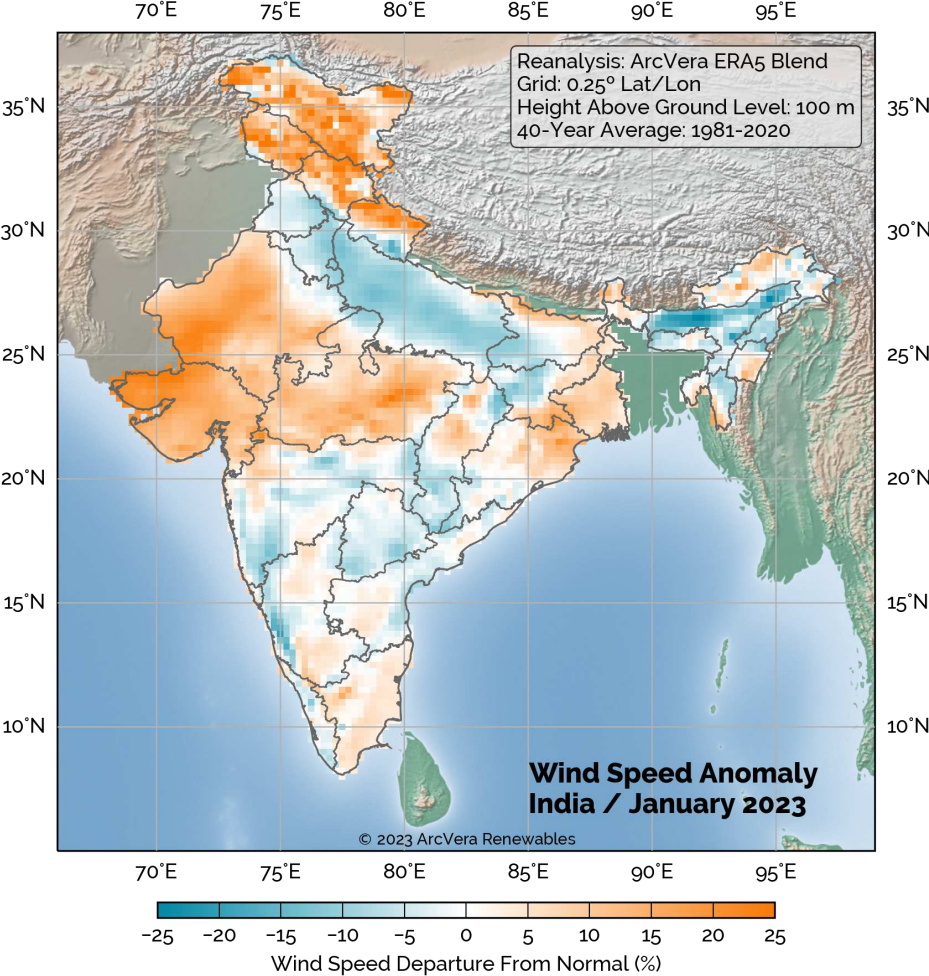 70°E 75°E 80°E 85°E 90°E 95°E
Reanalysis: ArcVera ERA5 Blend
Grid: 0.25º Lat/Lon
Height Above Ground Level: 100 m
40-Year Average: 1981-2020
35°N 35°N
30°N 30°N
25°N 25°N
20°N 20°N
15°N 15°N
10°N 10°N
Wind Speed Anomaly
India / January 2023
© 2023 ArcVera Renewables
70°E 75°E 80°E 85°E 90°E 95°E
−25 −20 −15 −10 −5 0 5 10 15 20 25
Wind Speed Departure From Normal (%)